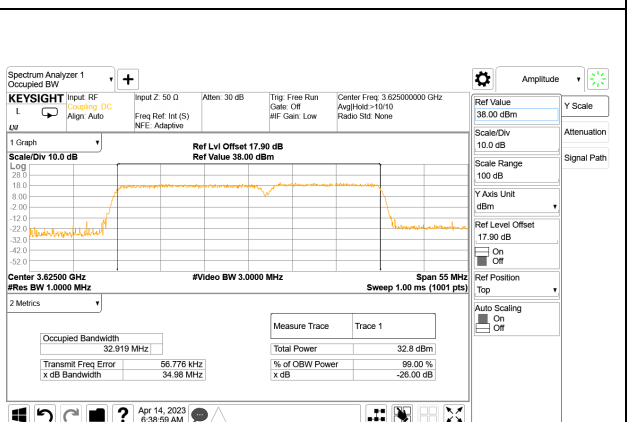 Spectrum Analyzer 1
Occupied BW
Amplitude
KEYSIGHT
Input: RF
Coupling: DC
Align: Auto
Input Z: 50 Ω
Freq Ref: Int (S)
NFE: Adaptive
Atten: 30 dB
Trig: Free Run
Gate: Off
#IF Gain: Low
Center Freq: 3.625000000 GHz
Avg|Hold:>10/10
Radio Std: None
L
1 Graph
Scale/Div 10.0 dB
Ref Lvl Offset 17.90 dB
Ref Value 38.00 dBm
Log
28.0
18.0
8.00
-2.00
-12.0
-22.0
-32.0
-42.0
-52.0
Center 3.62500 GHz
#Res BW 1.0000 MHz
#Video BW 3.0000 MHz
Span 55 MHz
Sweep 1.00 ms (1001 pts)
2 Metrics
Measure Trace Trace 1
Occupied Bandwidth
32.919 MHz
Total Power 32.8 dBm
Transmit Freq Error 56.776 kHz
% of OBW Power 99.00 %
x dB Bandwidth 34.98 MHz
x dB -26.00 dB
Ref Value
38.00 dBm
Scale/Div
10.0 dB
Scale Range
100 dB
Y Axis Unit
dBm
Ref Level Offset
17.90 dB
On
Off
Ref Position
Top
Auto Scaling
On
Off
Y Scale
Attenuation
Signal Path
?
Apr 14, 2023
6:38:59 AM